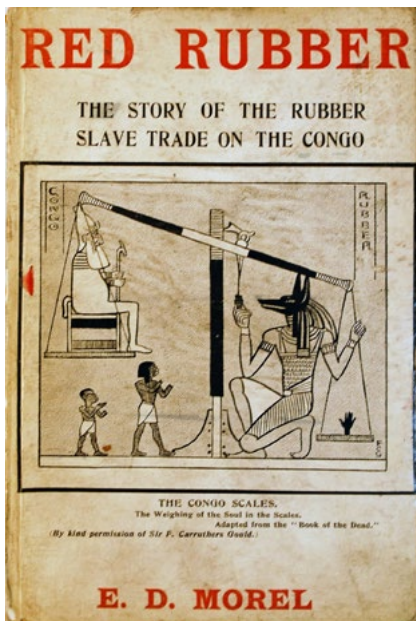 RED RUBBER
THE STORY OF THE RUBBER
SLAVE TRADE ON THE CONGO
CONGO
RUBBER
F C G
THE CONGO SCALES.
The Weighing of the Soul in the Scales.
Adapted from the "Book of the Dead."
(By kind permission of Sir F. Carruthers Gould.)
E. D. MOREL